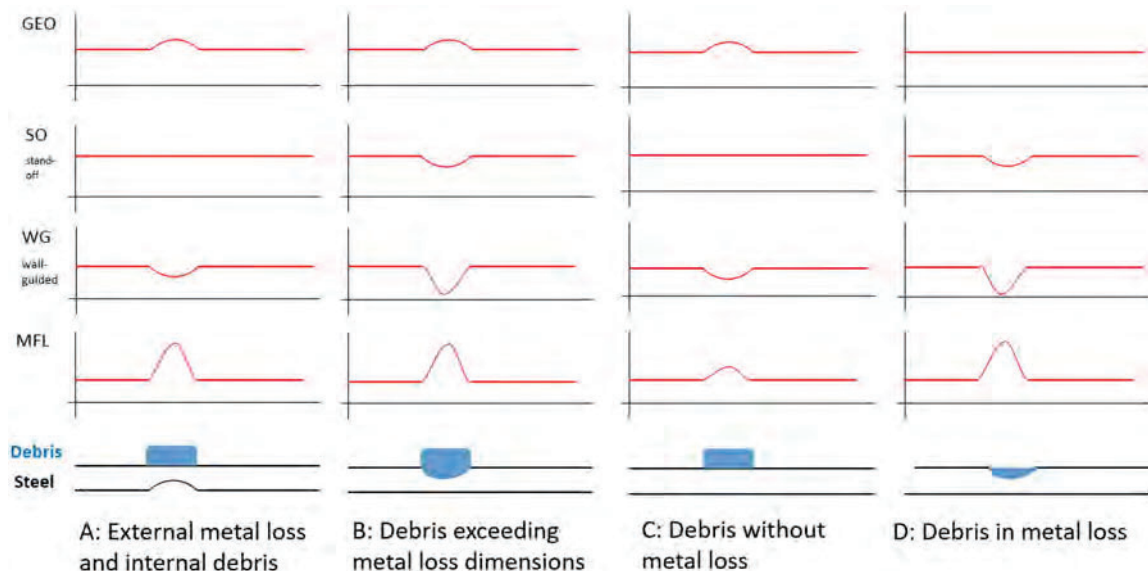 GEO
SO
stand-
off
WG
wall-
guided
MFL
Debris
Steel
A: External metal loss
and internal debris
B: Debris exceeding
metal loss dimensions
C: Debris without
metal loss
D: Debris in metal loss